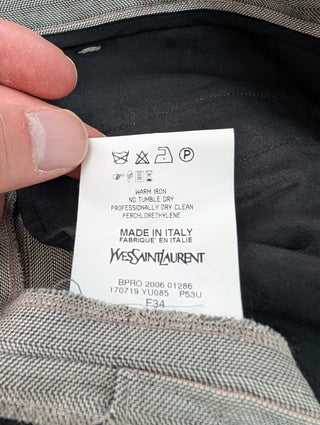 P
WARM IRON
NO TUMBLE DRY
PROFESSIONALLY DRY CLEAN
PERCHLORETHYLENE
MADE IN ITALY
FABRIQUE' EN ITALIE
YVESSAINTLAURENT
BPRO 2006 01286
170719 YU085 P53U
F34